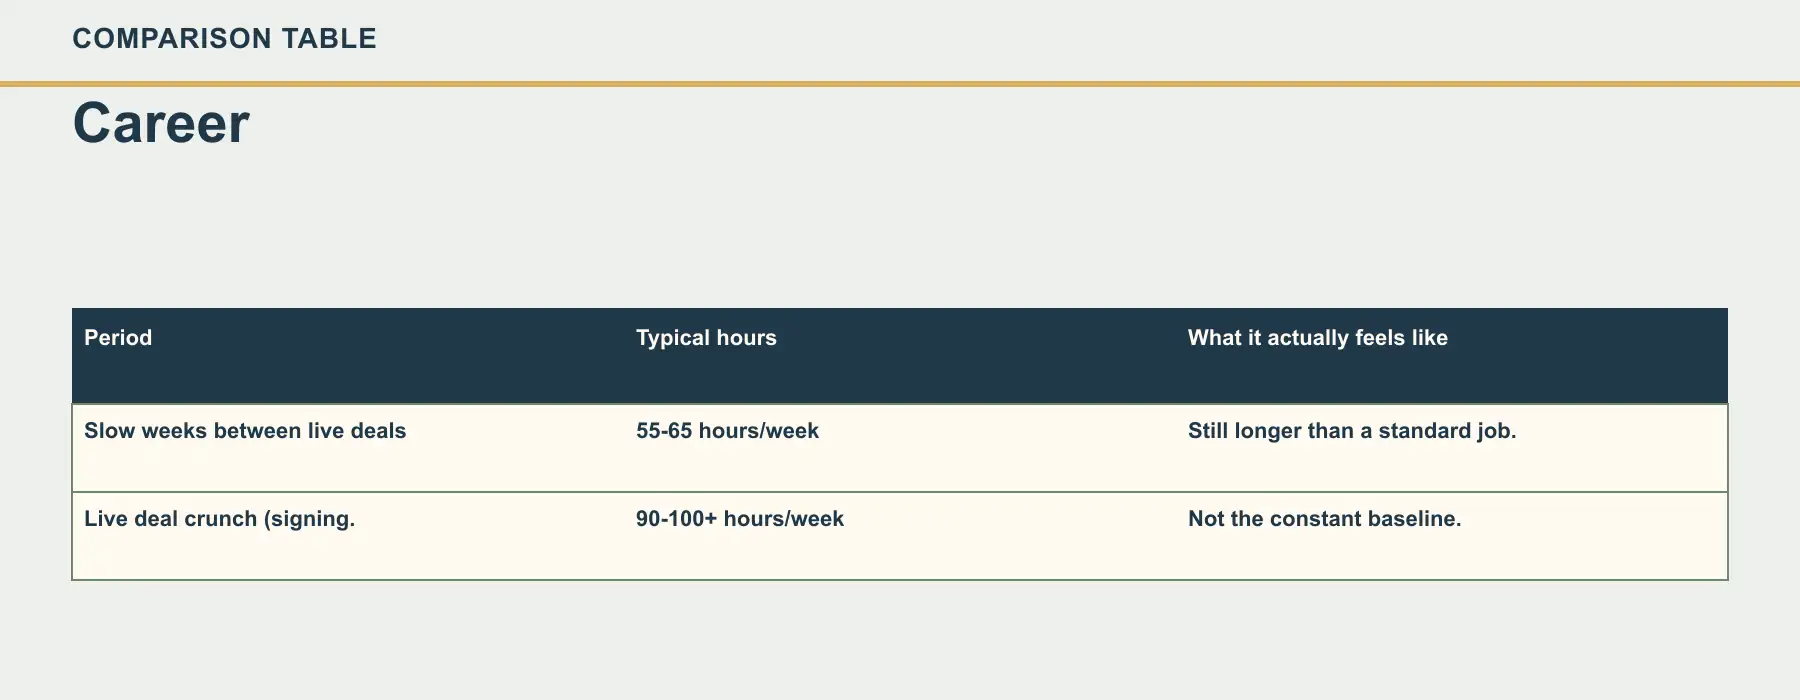 COMPARISON TABLE
Career
Period Typical hours What it actually feels like
Slow weeks between live deals 55-65 hours/week Still longer than a standard job.
Live deal crunch (signing. 90-100+ hours/week Not the constant baseline.